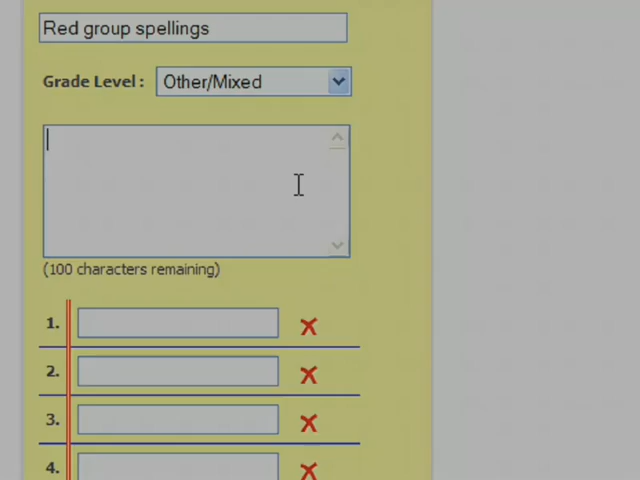 Red group spellings
Grade Level : Other/Mixed
(100 characters remaining)
1.
2.
3.
4.